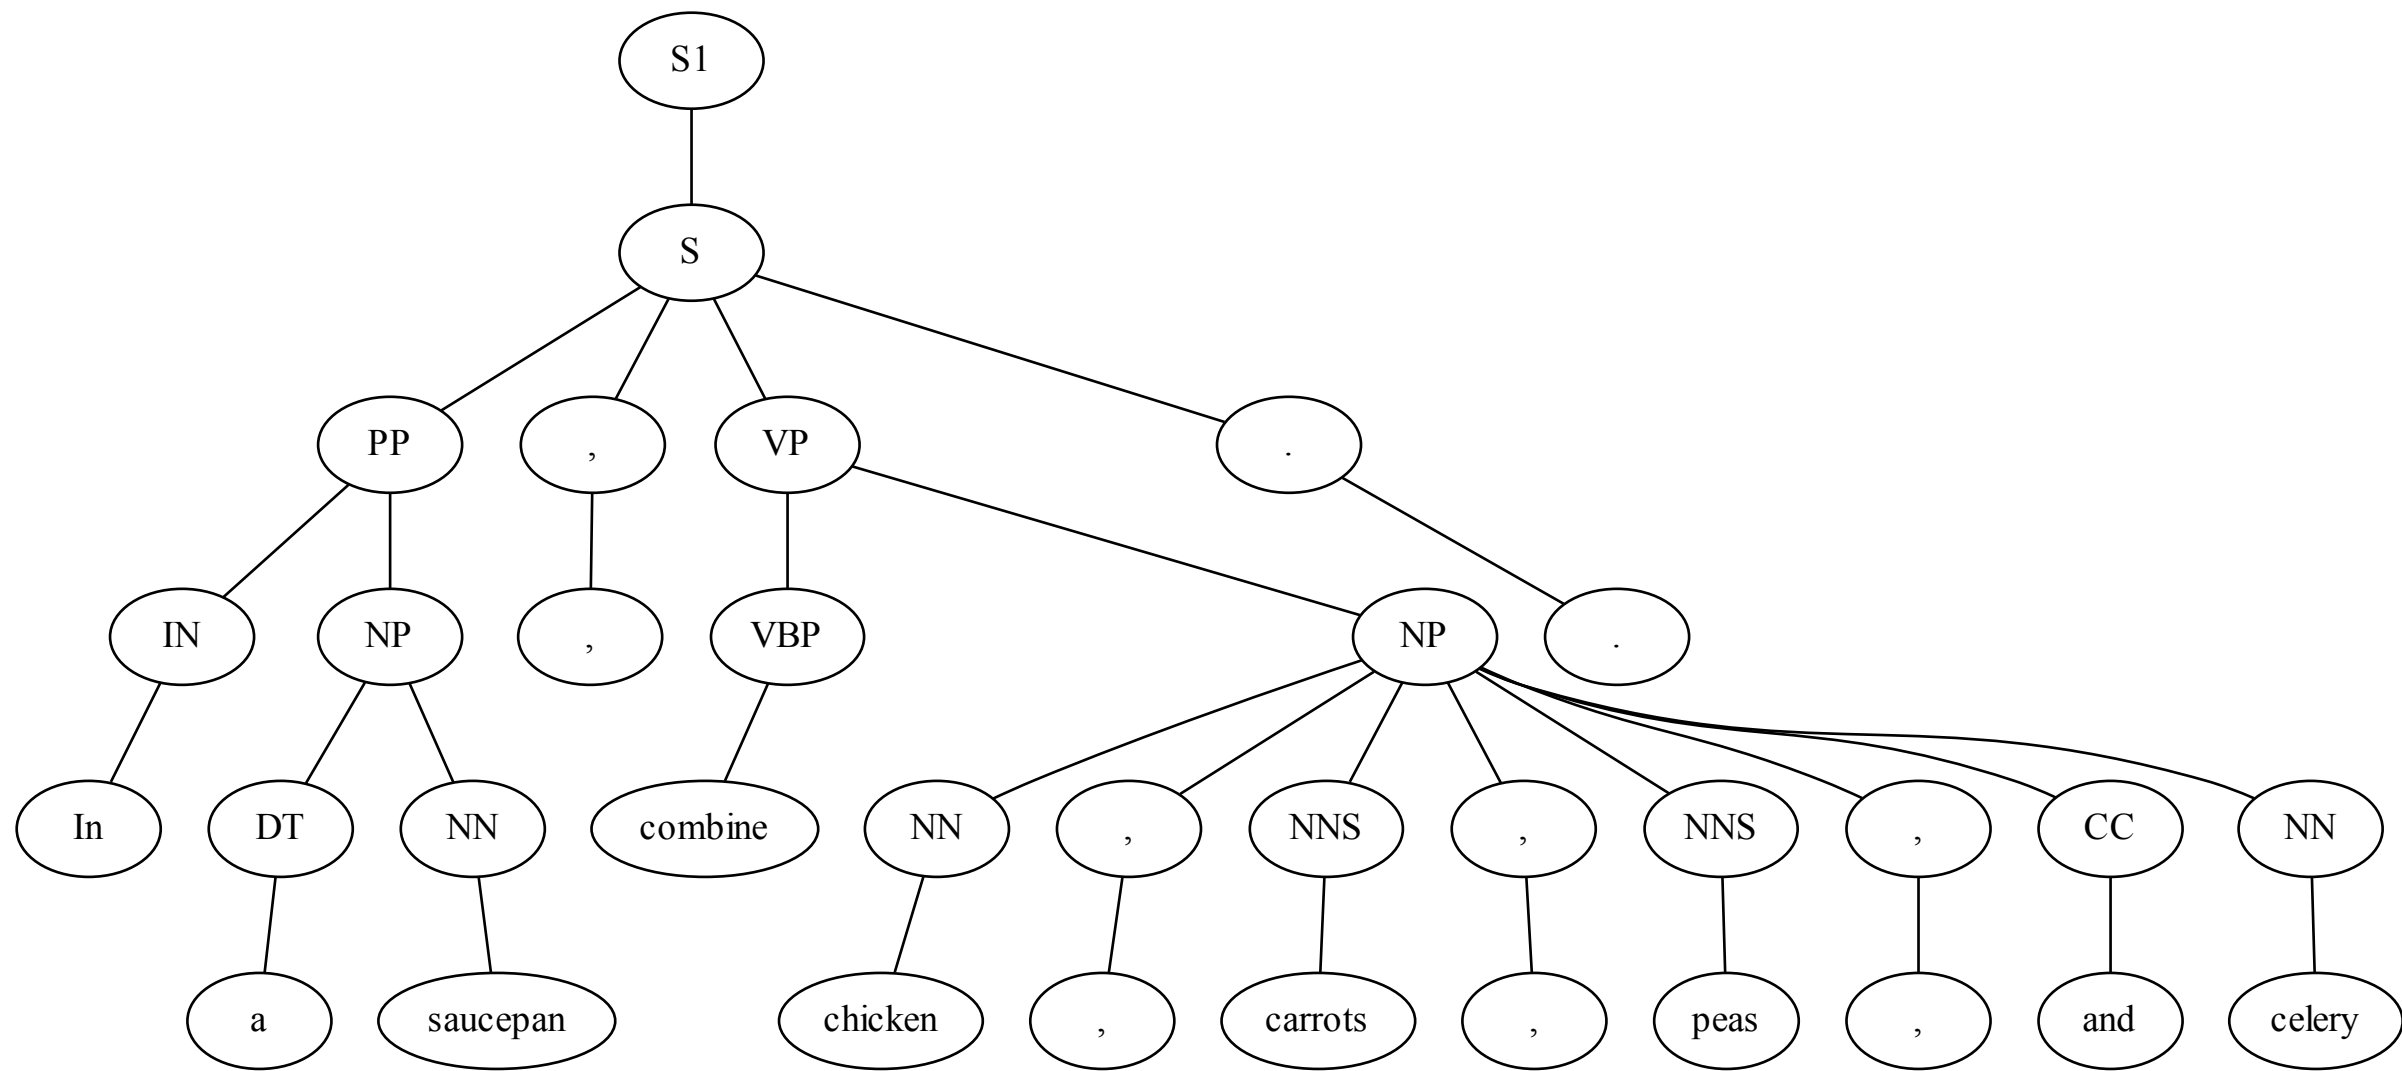 S1
S
PP , VP .
IN NP , VBP NP .
In DT NN combine NN , NNS , NNS , CC NN
a saucepan chicken , carrots , peas , and celery